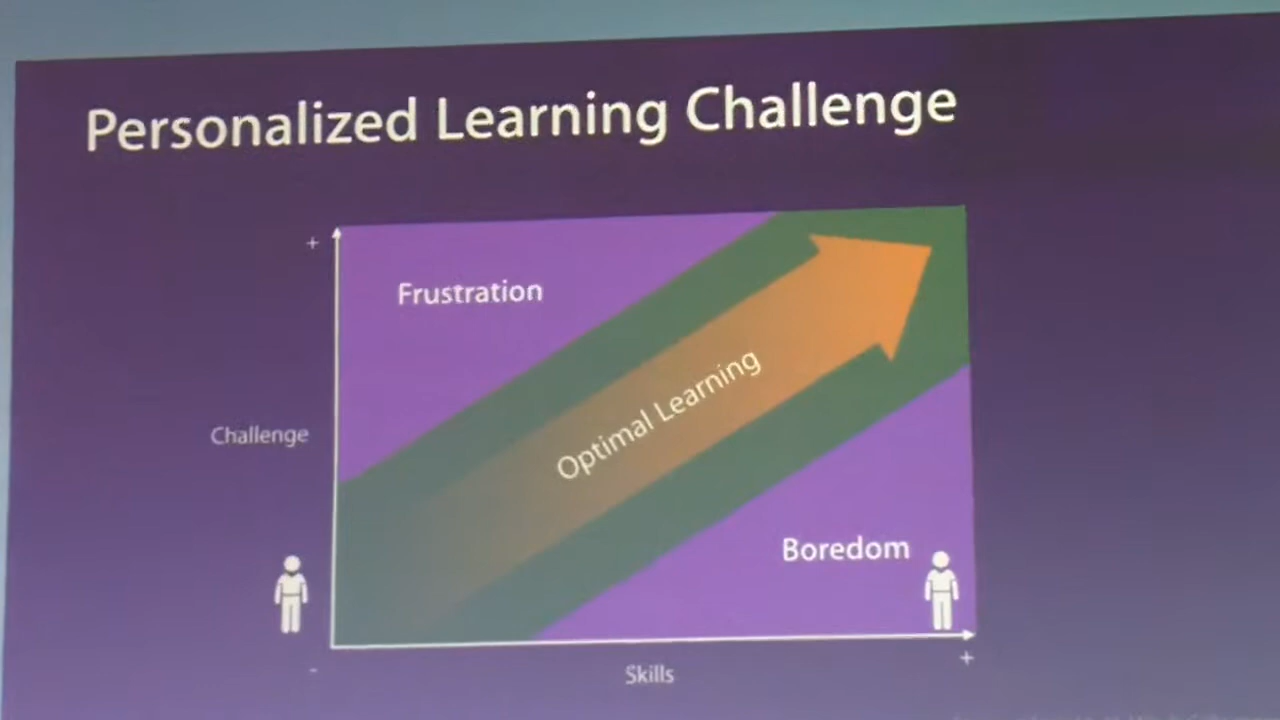 Personalized Learning Challenge
+
Frustration
Optimal Learning
Challenge
Boredom
-
Skills
+